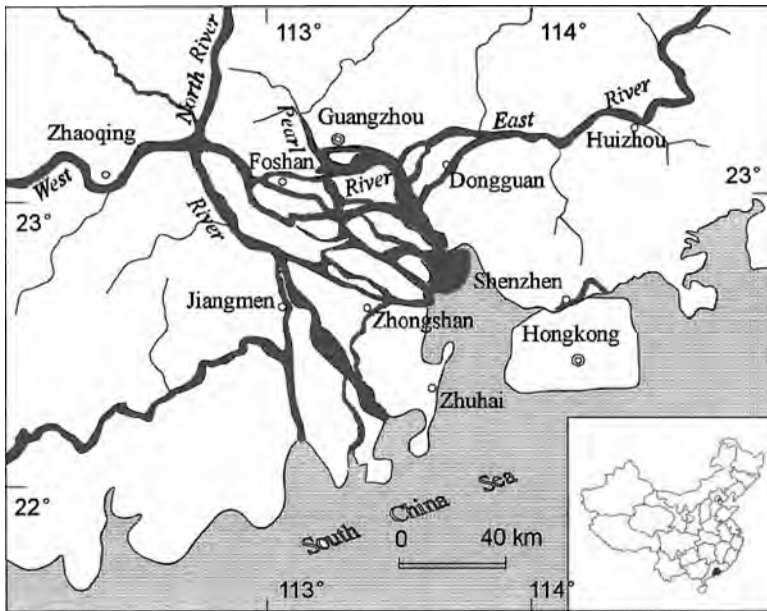 113°
114°
North River
Pearl
River
Guangzhou
East
River
Zhaoqing
Huizhou
Foshan
Dongguan
West
River
23°
23°
Shenzhen
Jiangmen
Zhongshan
Hongkong
Zhuhai
22°
South China Sea
0
40 km
113°
114°